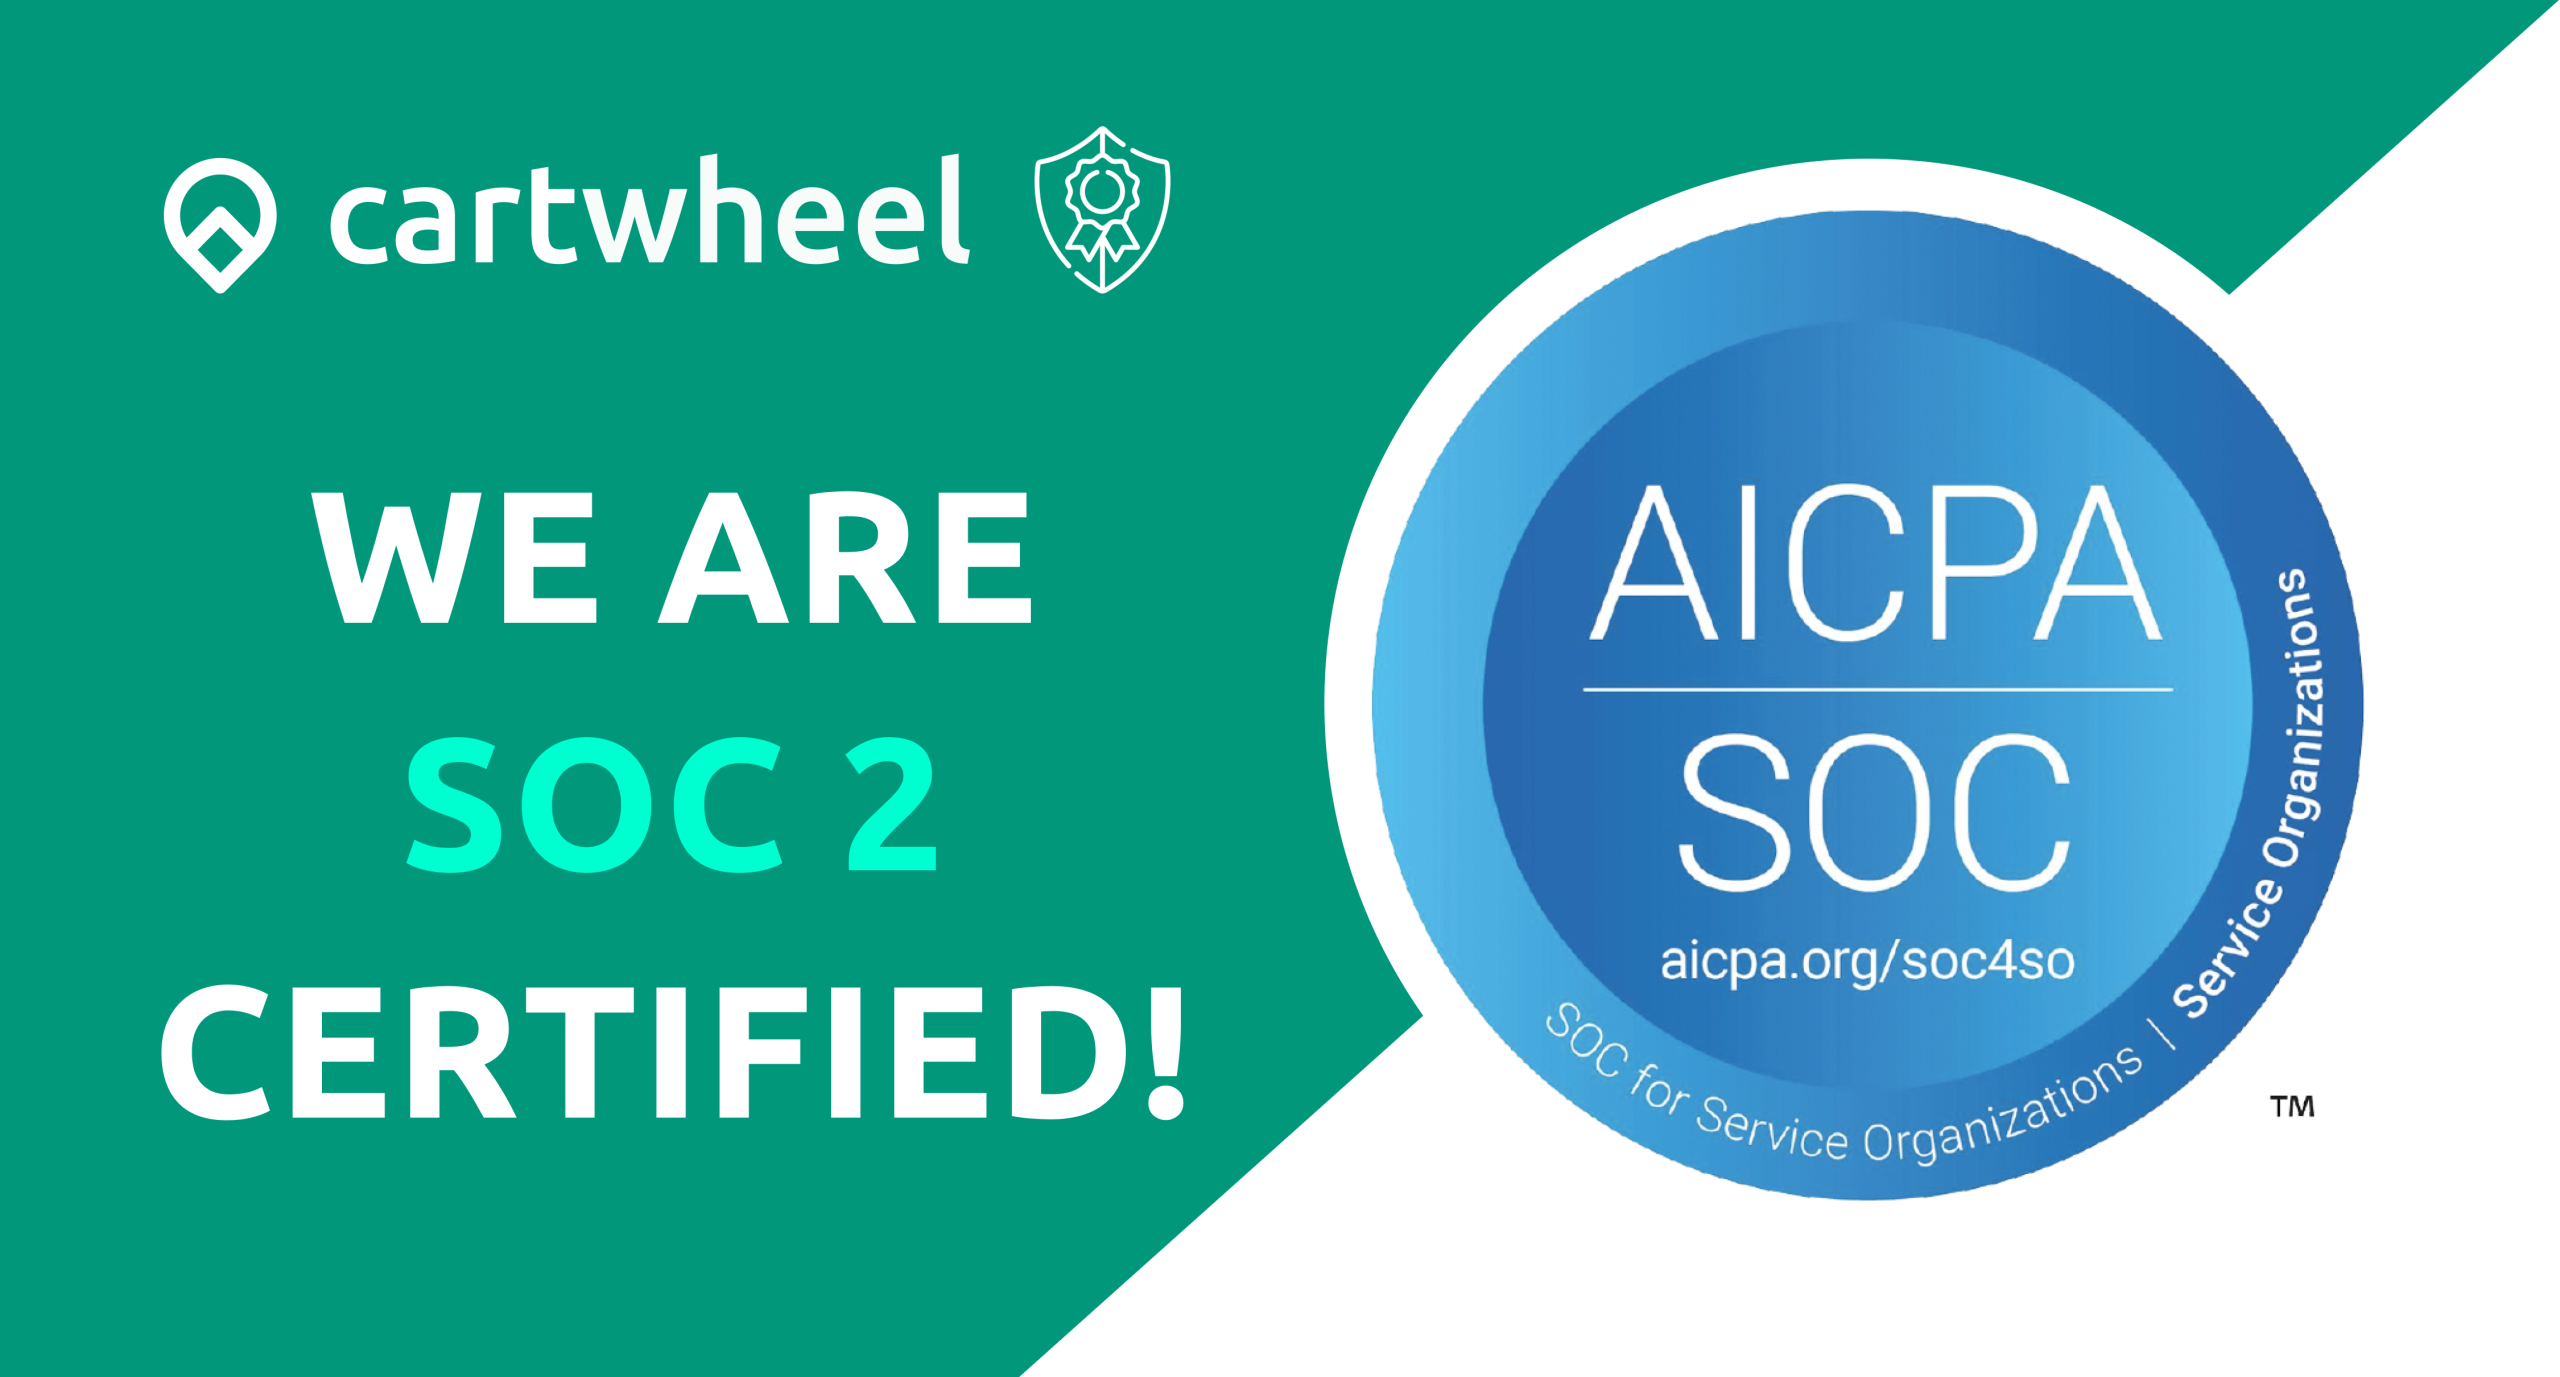 cartwheel
WE ARE
SOC 2
CERTIFIED!
AICPA
SOC
aicpa.org/soc4so
SOC for Service Organizations | Service Organizations
TM